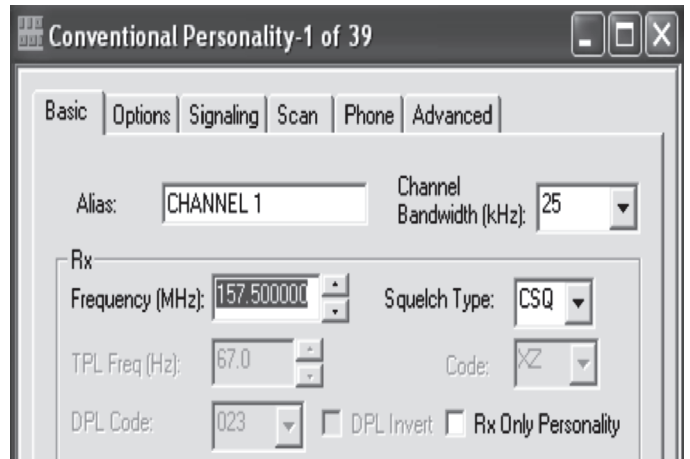 Conventional Personality-1 of 39
Basic Options Signaling Scan Phone Advanced
Alias: CHANNEL 1 Channel Bandwidth (kHz): 25
Rx
Frequency (MHz): 157.500000 Squelch Type: CSQ
TPL Freq (Hz): 67.0 Code: XZ
DPL Code: 023 DPL Invert Rx Only Personality